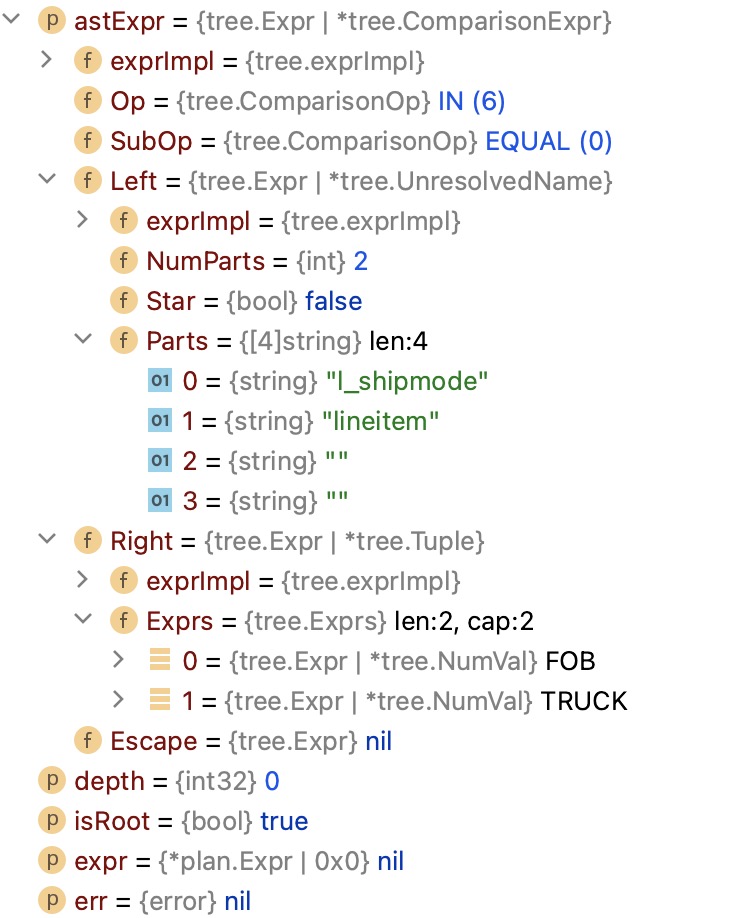 p astExpr = {tree.Expr | *tree.ComparisonExpr}
f exprImpl = {tree.exprImpl}
f Op = {tree.ComparisonOp} IN (6)
f SubOp = {tree.ComparisonOp} EQUAL (0)
f Left = {tree.Expr | *tree.UnresolvedName}
f exprImpl = {tree.exprImpl}
f NumParts = {int} 2
f Star = {bool} false
f Parts = {[4]string} len:4
01 0 = {string} "l_shipmode"
01 1 = {string} "lineitem"
01 2 = {string} ""
01 3 = {string} ""
f Right = {tree.Expr | *tree.Tuple}
f exprImpl = {tree.exprImpl}
f Exprs = {tree.Exprs} len:2, cap:2
0 = {tree.Expr | *tree.NumVal} FOB
1 = {tree.Expr | *tree.NumVal} TRUCK
f Escape = {tree.Expr} nil
p depth = {int32} 0
p isRoot = {bool} true
p expr = {*plan.Expr | 0x0} nil
p err = {error} nil